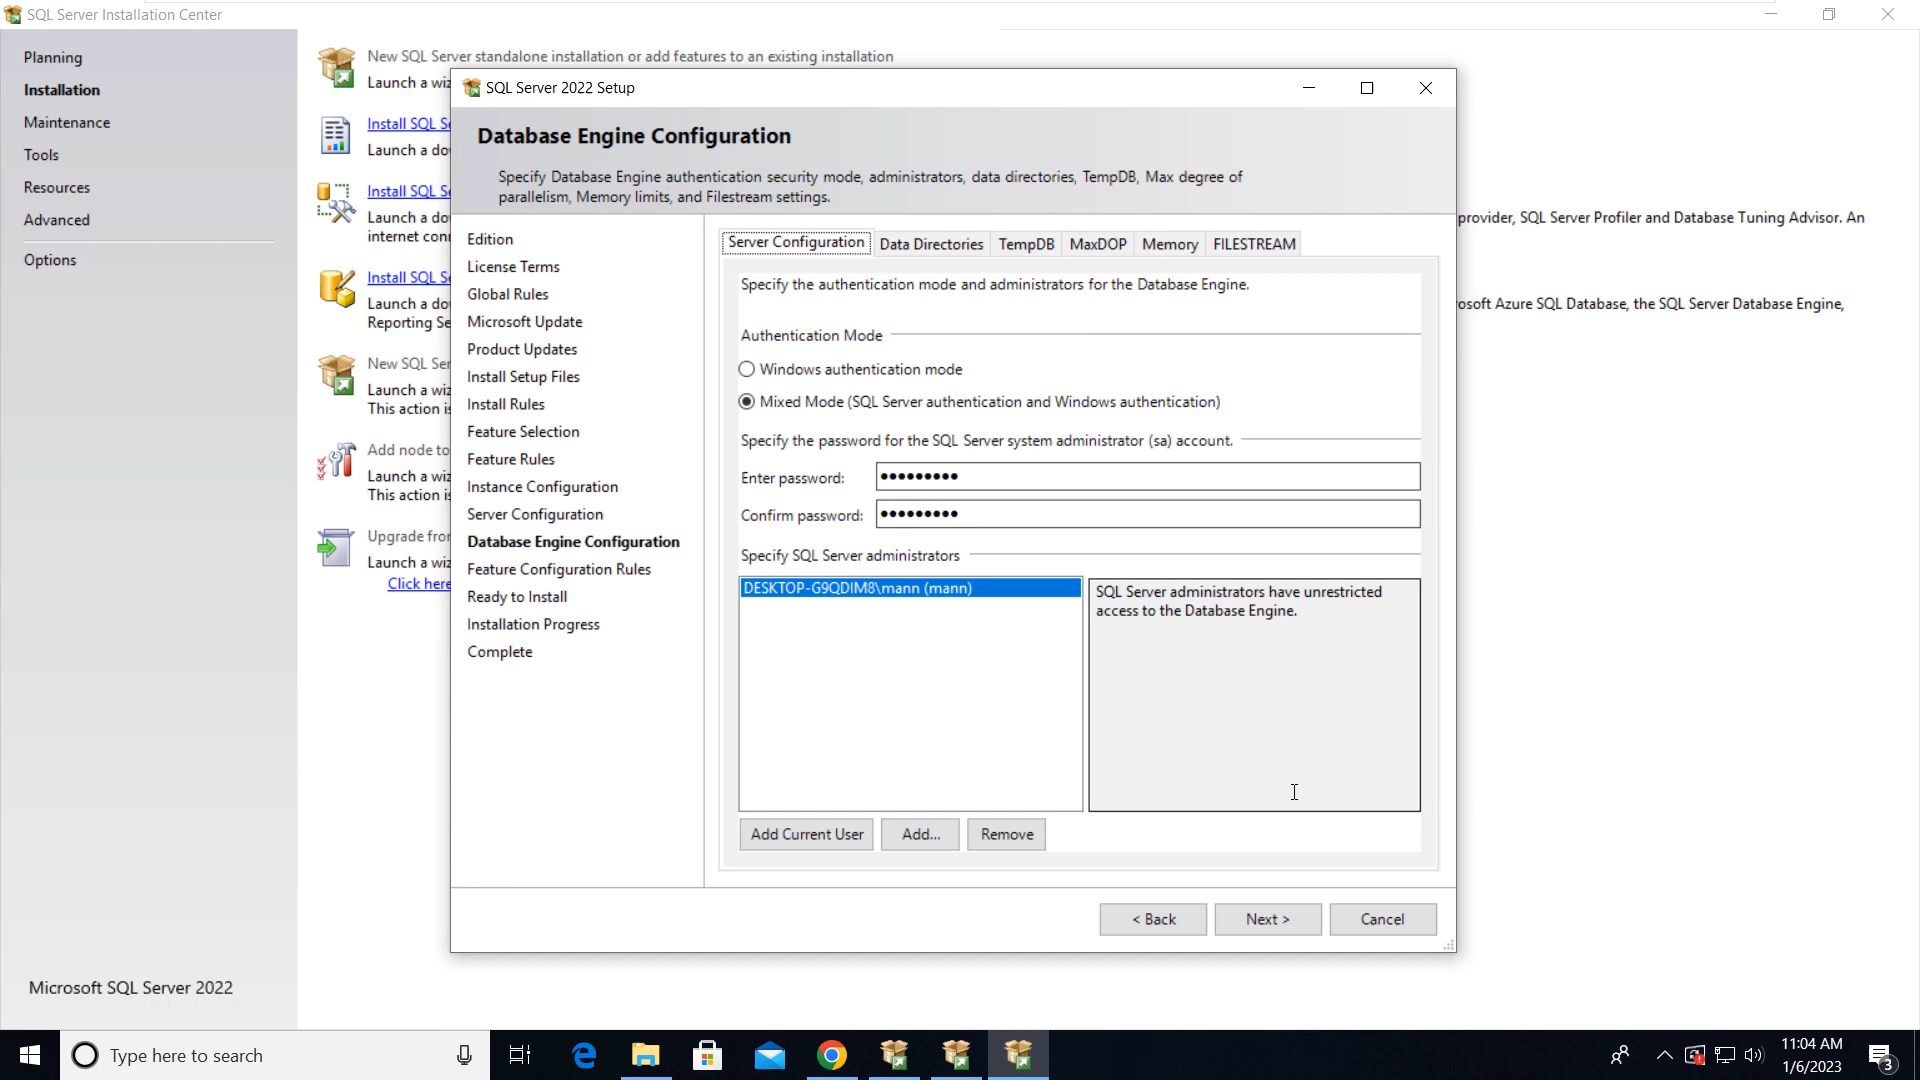 SQL Server Installation Center
Planning
Installation
Maintenance
Tools
Resources
Advanced
Options
Microsoft SQL Server 2022
New SQL Server standalone installation or add features to an existing installation
Launch a wiz
Install SQL Se
Launch a do
Install SQL Se
Launch a do
internet conn
provider, SQL Server Profiler and Database Tuning Advisor. An
Install SQL Se
Launch a do
Reporting Se
osoft Azure SQL Database, the SQL Server Database Engine,
New SQL Ser
Launch a wiz
This action is
Add node to
Launch a wiz
This action is
Upgrade from
Launch a wiz
Click here
SQL Server 2022 Setup
Database Engine Configuration
Specify Database Engine authentication security mode, administrators, data directories, TempDB, Max degree of
parallelism, Memory limits, and Filestream settings.
Edition
License Terms
Global Rules
Microsoft Update
Product Updates
Install Setup Files
Install Rules
Feature Selection
Feature Rules
Instance Configuration
Server Configuration
Database Engine Configuration
Feature Configuration Rules
Ready to Install
Installation Progress
Complete
Server Configuration Data Directories TempDB MaxDOP Memory FILESTREAM
Specify the authentication mode and administrators for the Database Engine.
Authentication Mode
Windows authentication mode
Mixed Mode (SQL Server authentication and Windows authentication)
Specify the password for the SQL Server system administrator (sa) account.
Enter password: ●●●●●●●●●
Confirm password: ●●●●●●●●●
Specify SQL Server administrators
DESKTOP-G9QDIM8\mann (mann)
SQL Server administrators have unrestricted
access to the Database Engine.
Add Current User Add... Remove
< Back Next > Cancel
Type here to search
11:04 AM
1/6/2023
3